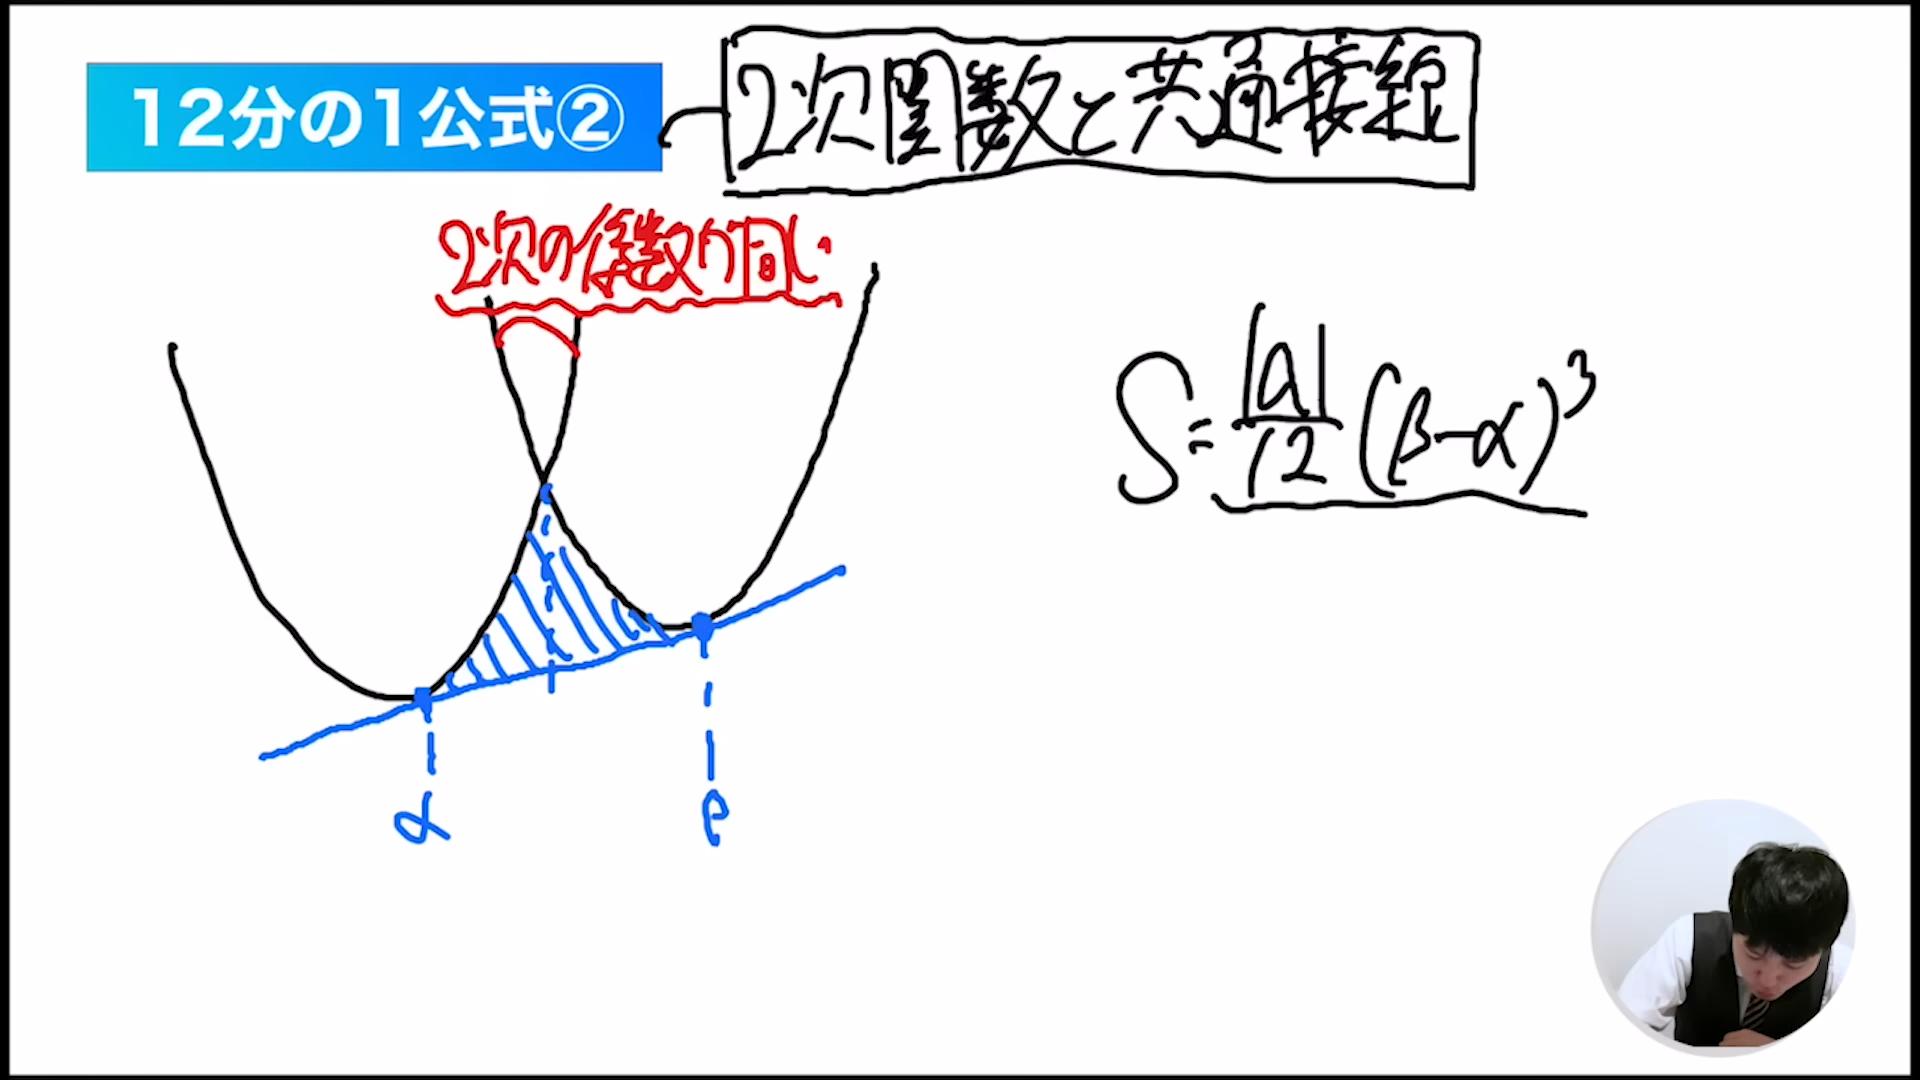 12分の1公式②
2次関数と共通接線
2次の係数が同じ
S=|a|/12(β-α)³
α
β